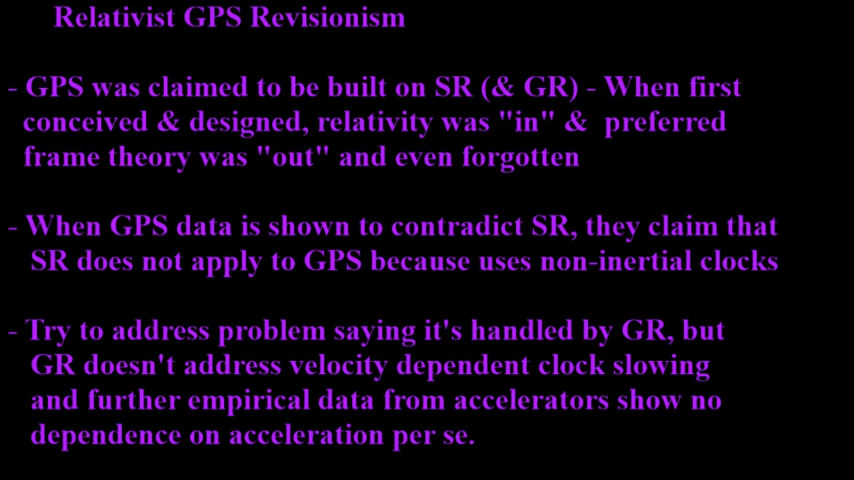 Relativist GPS Revisionism
- GPS was claimed to be built on SR (& GR) - When first
conceived & designed, relativity was "in" & preferred
frame theory was "out" and even forgotten
- When GPS data is shown to contradict SR, they claim that
SR does not apply to GPS because uses non-inertial clocks
- Try to address problem saying it's handled by GR, but
GR doesn't address velocity dependent clock slowing
and further empirical data from accelerators show no
dependence on acceleration per se.